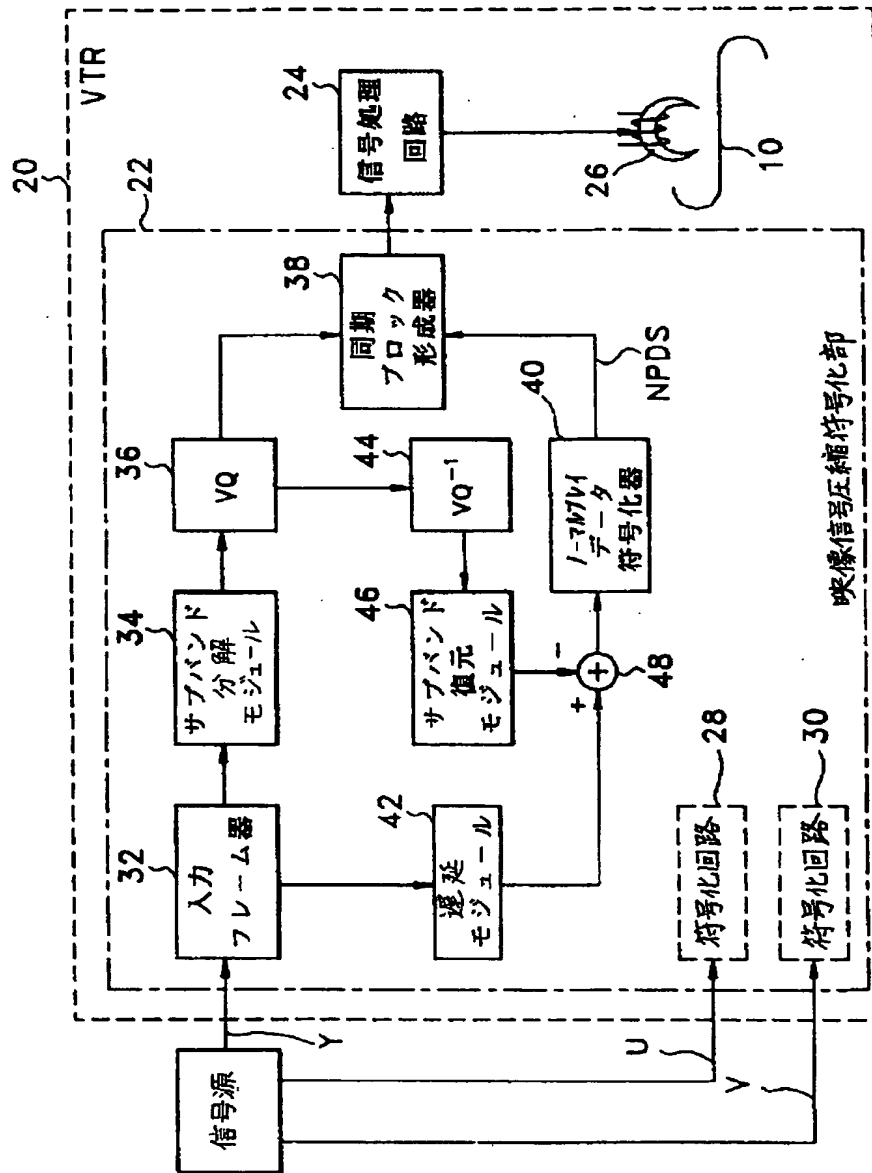 20
VTR
22
信号源
Y
U
V
32
入力
フレーム器
34
サブバンド
分解
モジュール
36
VQ
38
同期
ブロック
形成器
24
信号処理
回路
26
10
42
遅延
モジュール
46
サブバンド
復元
モジュール
44
VQ⁻¹
+
-
+
48
40
ノーマルプレイ
データ
符号化器
NPDS
28
符号化回路
30
符号化回路
映像信号圧縮符号化部